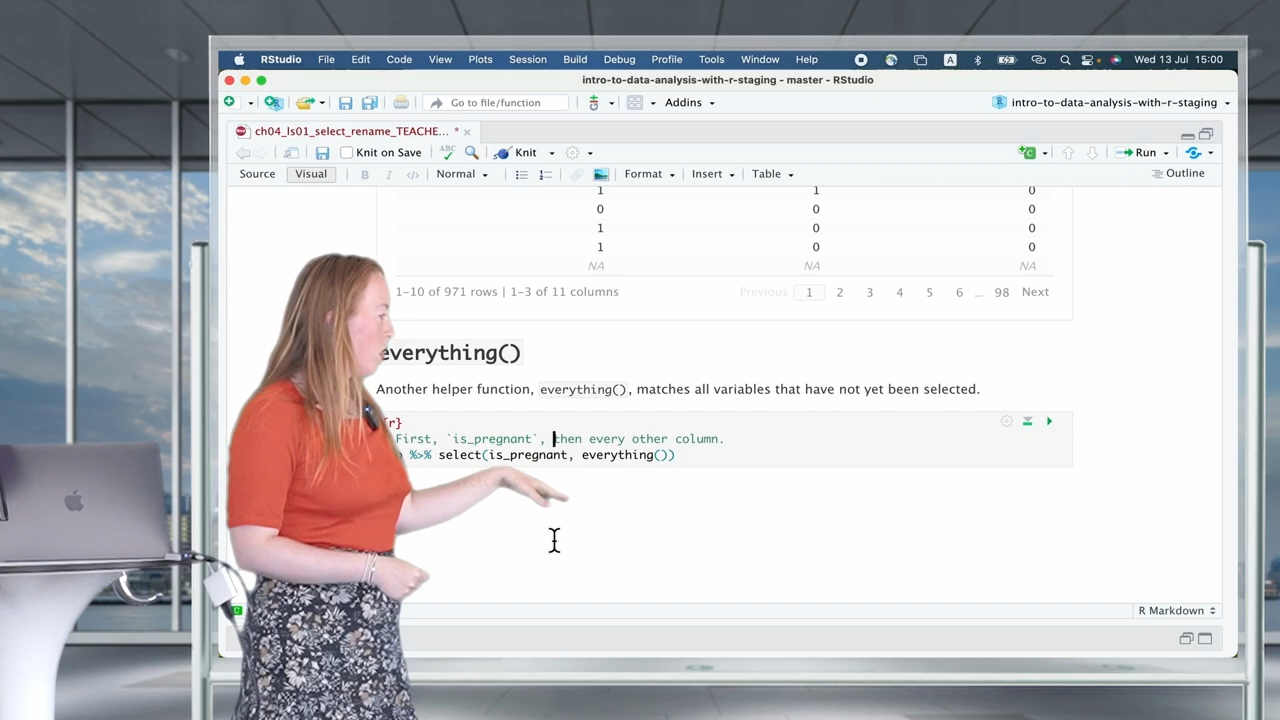 RStudio File Edit Code View Plots Session Build Debug Profile Tools Window Help A Wed 13 Jul 15:00
intro-to-data-analysis-with-r-staging - master - RStudio
Go to file/function Addins intro-to-data-analysis-with-r-staging
ch04_ls01_select_rename_TEACHE... *
Knit on Save ABC Knit Run
Source Visual B I </> Normal Format Insert Table Outline
1 1 0
0 0 0
1 0 0
1 0 0
NA NA NA
1-10 of 971 rows | 1-3 of 11 columns Previous 1 2 3 4 5 6 ... 98 Next
everything()
Another helper function, everything(), matches all variables that have not yet been selected.
{r}
First, `is_pregnant`, then every other column.
%>% select(is_pregnant, everything())
R Markdown